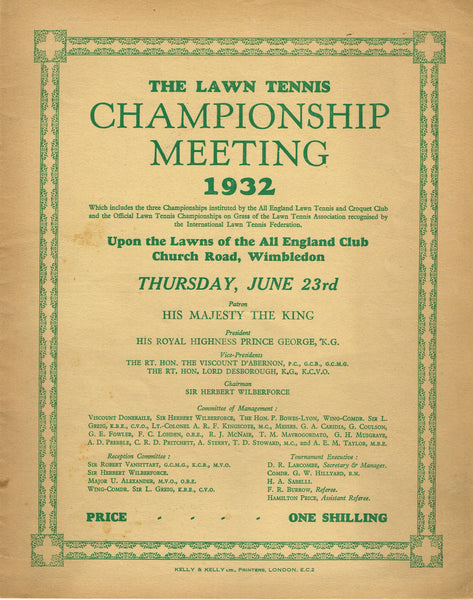 THE LAWN TENNIS
CHAMPIONSHIP
MEETING
1932
Which includes the three Championships instituted by the All England Lawn Tennis and Croquet Club
and the Official Lawn Tennis Championships on Grass of the Lawn Tennis Association recognised by
the International Lawn Tennis Federation.
Upon the Lawns of the All England Club
Church Road, Wimbledon
THURSDAY, JUNE 23rd
Patron
HIS MAJESTY THE KING
President
HIS ROYAL HIGHNESS PRINCE GEORGE, K.G.
Vice-Presidents
THE RT. HON. THE VISCOUNT D'ABERNON, P.C., G.C.B., G.C.M.G.
THE RT. HON. LORD DESBOROUGH, K.G., K.C.V.O.
Chairman
SIR HERBERT WILBERFORCE
Committee of Management :
VISCOUNT DONERAILE, SIR HERBERT WILBERFORCE, THE HON. P. BOWES-LYON, WING-COMDR. SIR L.
GREIG, K.B.E., C.V.O., LT.-COLONEL A. R. F. KINGSCOTE, M.C., MESSRS. G. A. CARIDIA, G. COULSON,
G. E. FOWLER, F. C. LOHDEN, O.B.E., R. J. MCNAIR, T. M. MAVROGORDATO, G. H. MUSGRAVE,
A. D. PREBBLE, C. R. D. PRITCHETT, A. STERRY, T. D. STOWARD, M.C., and A. E. M. TAYLOR, M.B.E.
Reception Committee :
SIR ROBERT VANSITTART, G.C.M.G., K.C.B., M.V.O.
SIR HERBERT WILBERFORCE.
MAJOR U. ALEXANDER, M.V.O., O.B.E.
WING-COMDR. SIR L. GREIG, K.B.E., C.V.O.
Tournament Executive :
D. R. LARCOMBE, Secretary & Manager.
COMDR. G. W. HILLYARD, R.N.
H. A. SABELLI.
F. R. BURROW, Referee.
HAMILTON PRICE, Assistant Referee.
PRICE - - - - ONE SHILLING
KELLY & KELLY LTD., PRINTERS, LONDON. E.C.2